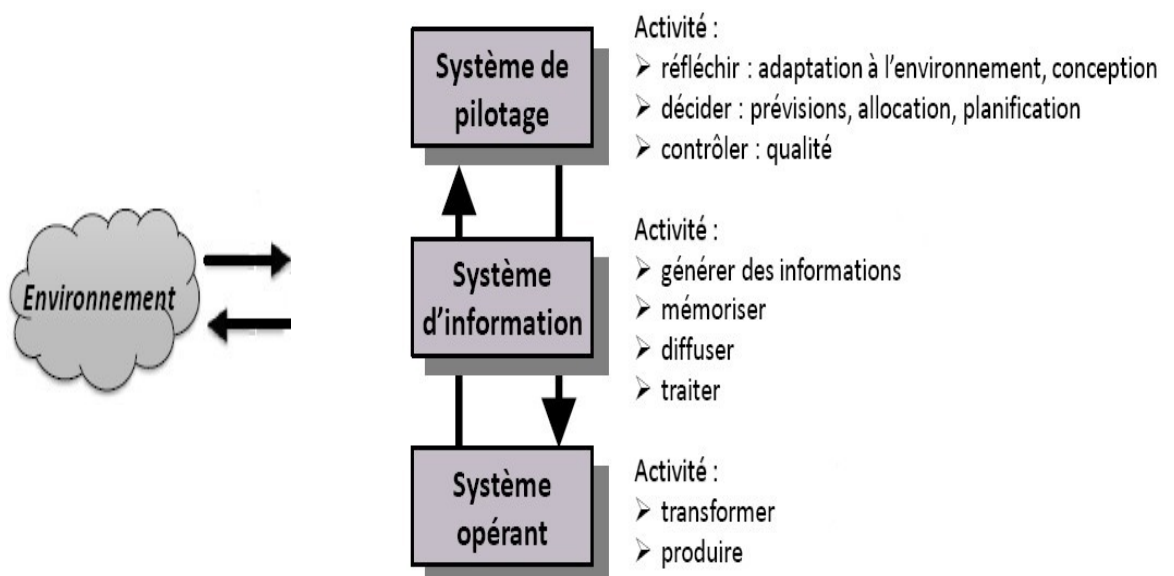 Système de
pilotage
Activité :
➢ réfléchir : adaptation à l'environnement, conception
➢ décider : prévisions, allocation, planification
➢ contrôler : qualité
Environnement
Système
d'information
Activité :
➢ générer des informations
➢ mémoriser
➢ diffuser
➢ traiter
Système
opérant
Activité :
➢ transformer
➢ produire